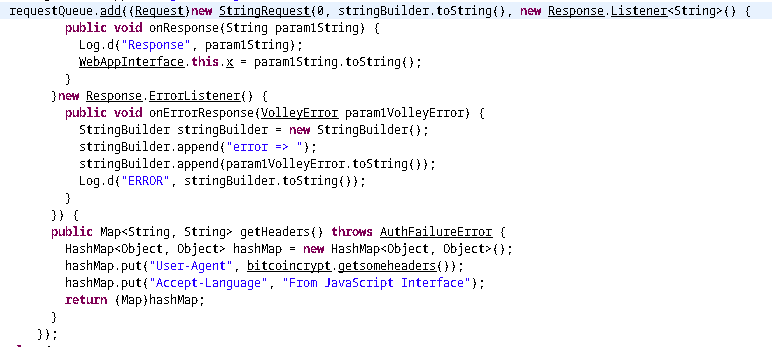 requestQueue.add((Request)new StringRequest(0, stringBuilder.toString(), new Response.Listener<String>() {
public void onResponse(String param1String) {
Log.d("Response", param1String);
WebAppInterface.this.x = param1String.toString();
}
}new Response.ErrorListener() {
public void onErrorResponse(VolleyError param1VolleyError) {
StringBuilder stringBuilder = new StringBuilder();
stringBuilder.append("error => ");
stringBuilder.append(param1VolleyError.toString());
Log.d("ERROR", stringBuilder.toString());
}
}) {
public Map<String, String> getHeaders() throws AuthFailureError {
HashMap<Object, Object> hashMap = new HashMap<Object, Object>();
hashMap.put("User-Agent", bitcoincrypt.getsomeheaders());
hashMap.put("Accept-Language", "From JavaScript Interface");
return (Map)hashMap;
}
});